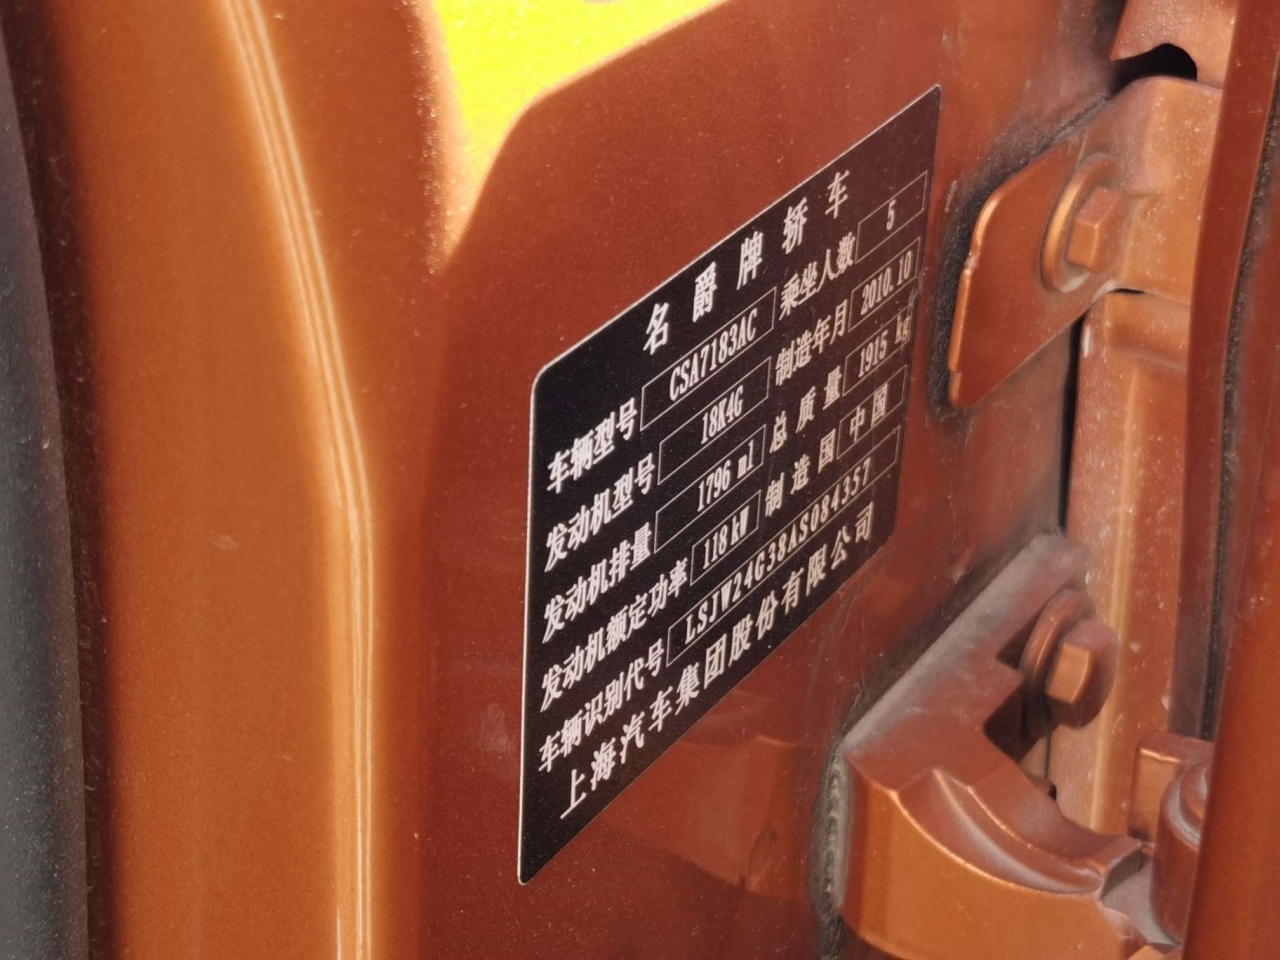 名爵牌轿车
车辆型号 CSA7183AC 乘坐人数 5
发动机型号 18K4G 制造年月 2010.10
发动机排量 1796 ml 总质量 1915 kg
发动机额定功率 118kW 制造国 中国
车辆识别代号 LSJW24G38AS084357
上海汽车集团股份有限公司